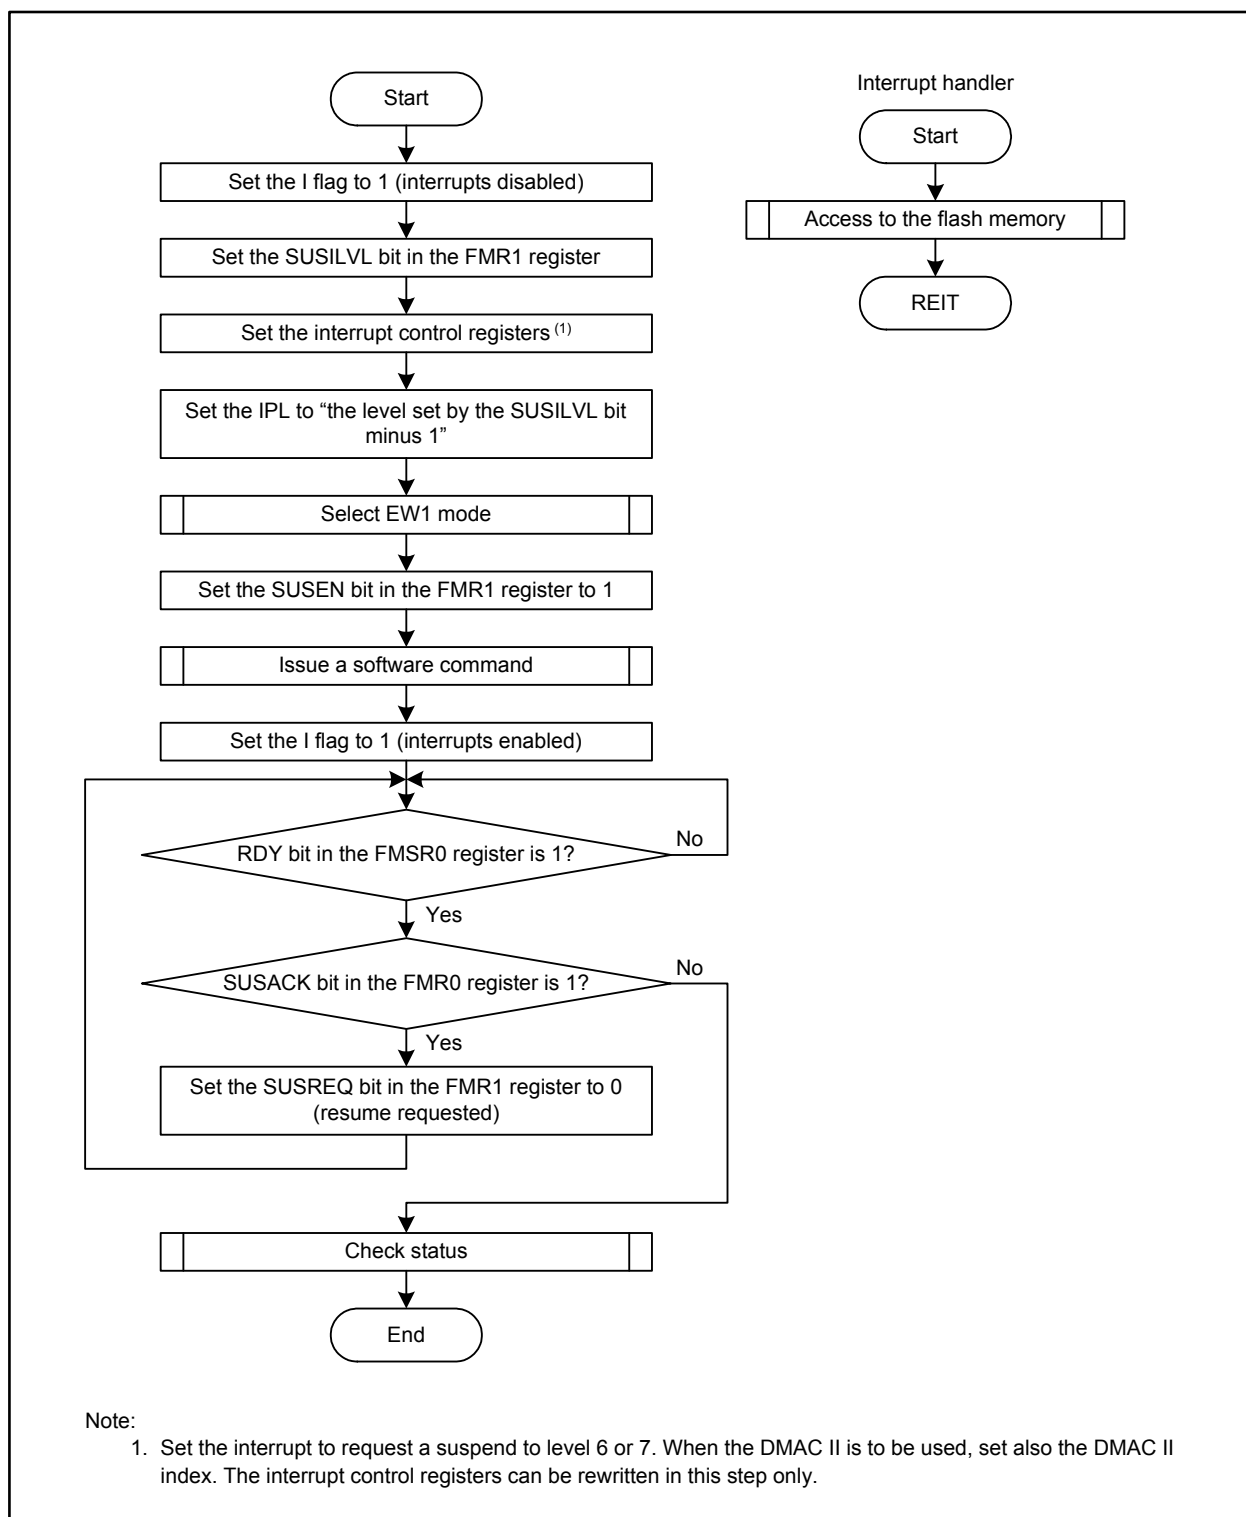 Start
Set the I flag to 1 (interrupts disabled)
Set the SUSILVL bit in the FMR1 register
Set the interrupt control registers (1)
Set the IPL to “the level set by the SUSILVL bit
minus 1”
Select EW1 mode
Set the SUSEN bit in the FMR1 register to 1
Issue a software command
Set the I flag to 1 (interrupts enabled)
RDY bit in the FMSR0 register is 1?
No
Yes
SUSACK bit in the FMR0 register is 1?
No
Yes
Set the SUSREQ bit in the FMR1 register to 0
(resume requested)
Check status
End
Interrupt handler
Start
Access to the flash memory
REIT
Note:
1. Set the interrupt to request a suspend to level 6 or 7. When the DMAC II is to be used, set also the DMAC II
index. The interrupt control registers can be rewritten in this step only.